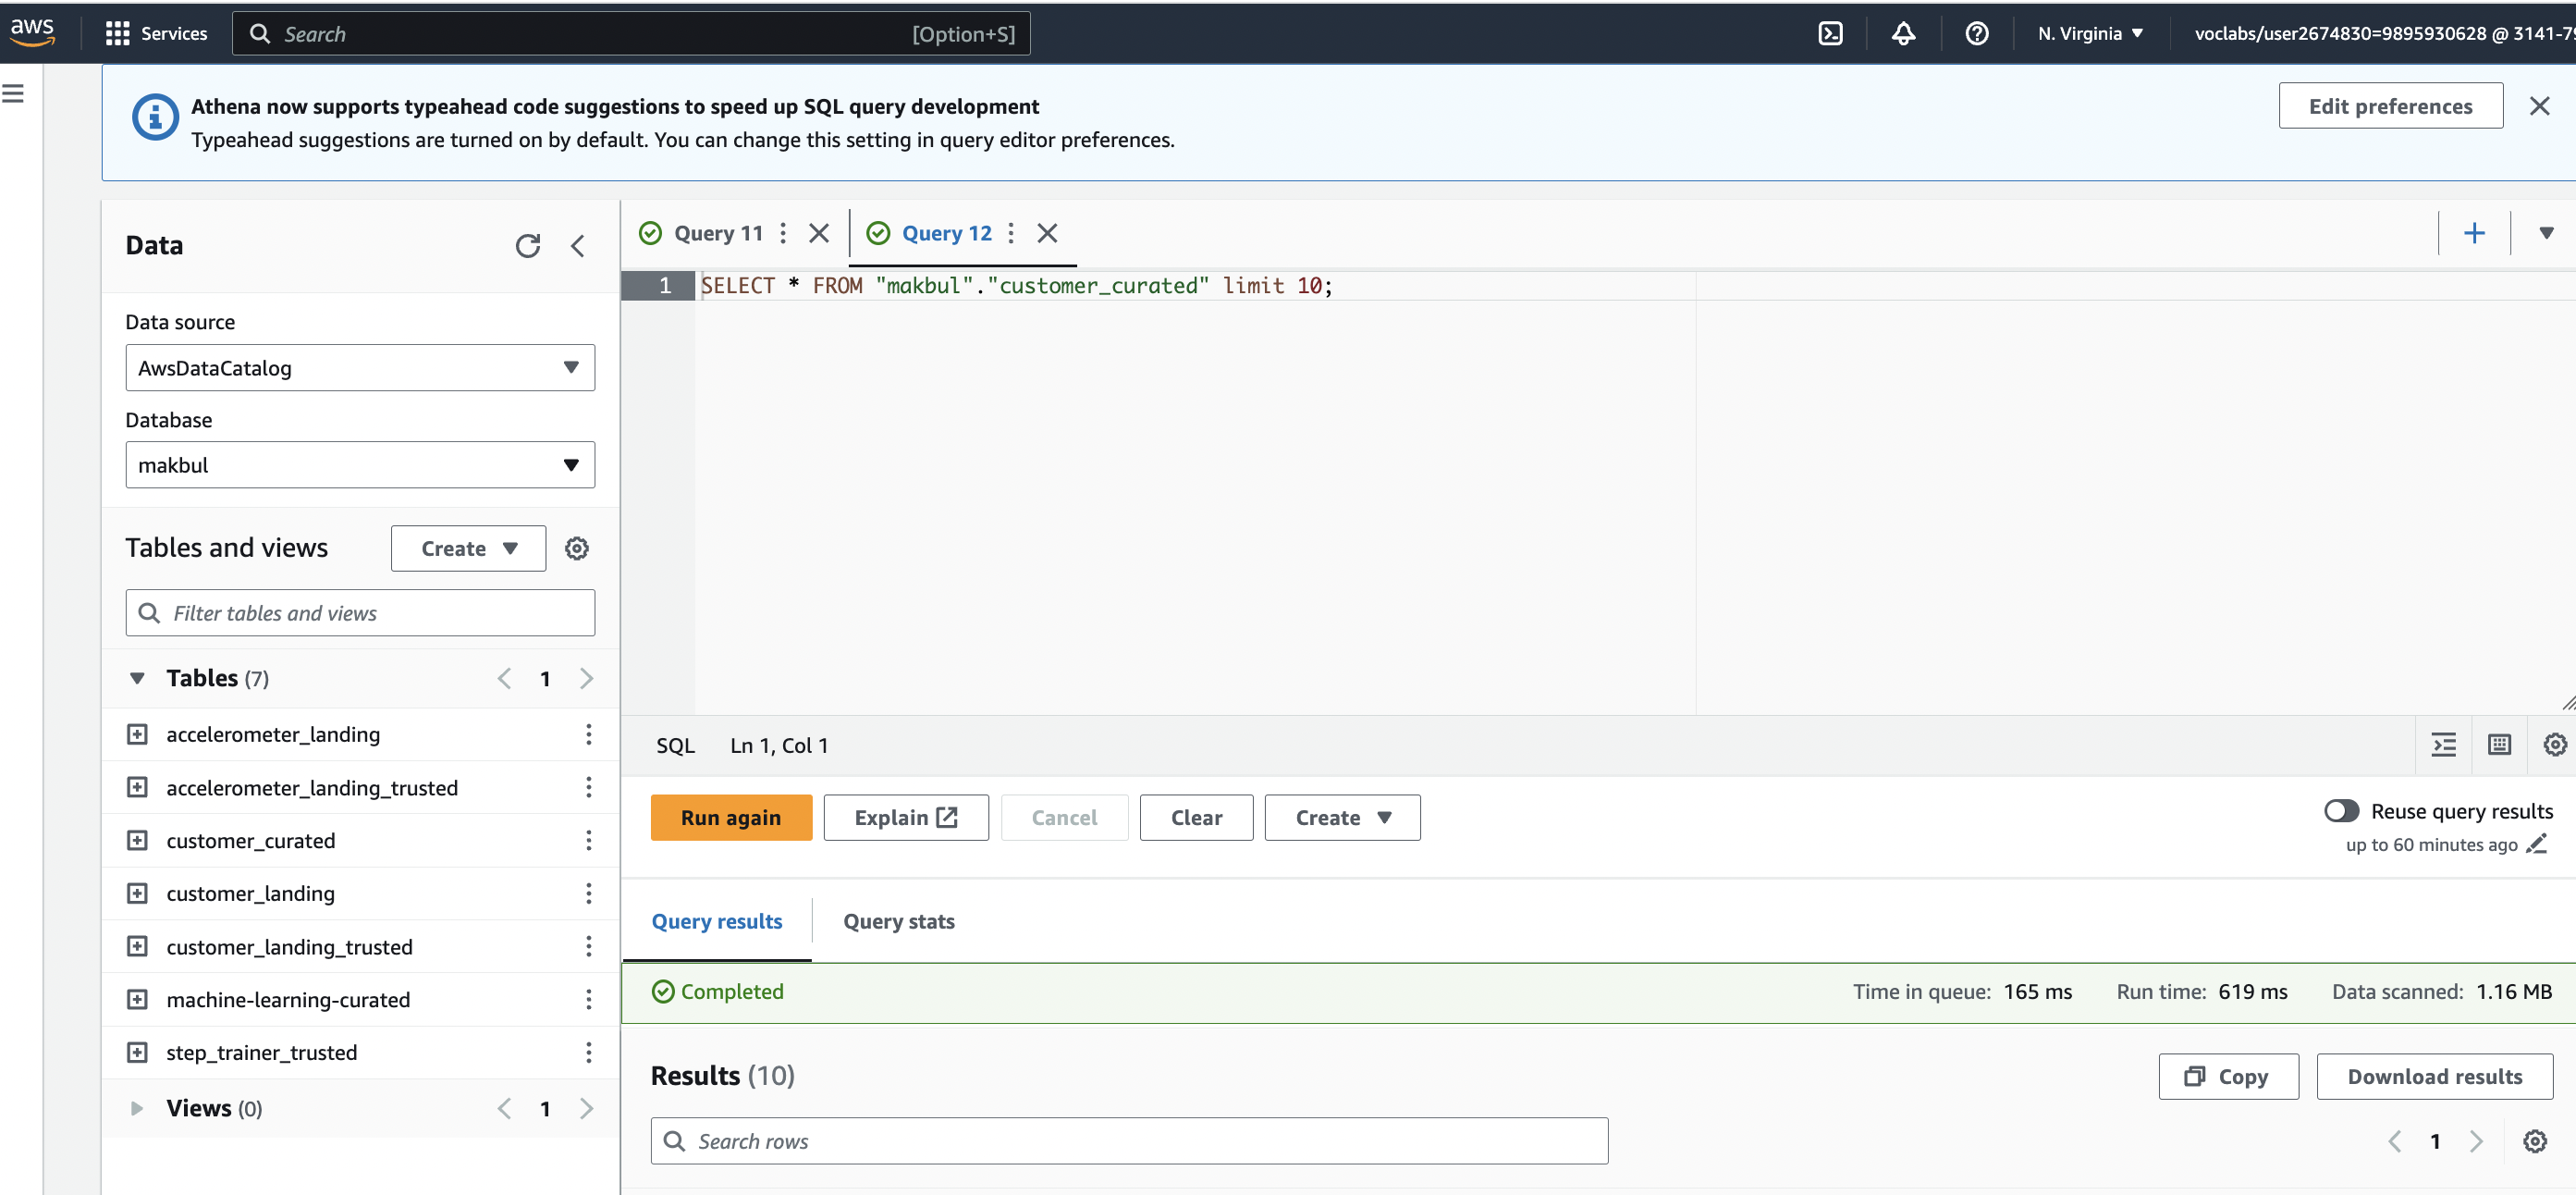 aws
Services
Search
[Option+S]
N. Virginia
voclabs/user2674830=9895930628 @ 3141-79
Athena now supports typeahead code suggestions to speed up SQL query development
Typeahead suggestions are turned on by default. You can change this setting in query editor preferences.
Edit preferences
Data
Data source
AwsDataCatalog
Database
makbul
Tables and views
Create
Filter tables and views
Tables (7)
1
accelerometer_landing
accelerometer_landing_trusted
customer_curated
customer_landing
customer_landing_trusted
machine-learning-curated
step_trainer_trusted
Views (0)
1
Query 11
Query 12
1
SELECT * FROM "makbul"."customer_curated" limit 10;
SQL
Ln 1, Col 1
Run again
Explain
Cancel
Clear
Create
Reuse query results
up to 60 minutes ago
Query results
Query stats
Completed
Time in queue: 165 ms
Run time: 619 ms
Data scanned: 1.16 MB
Results (10)
Copy
Download results
Search rows
1